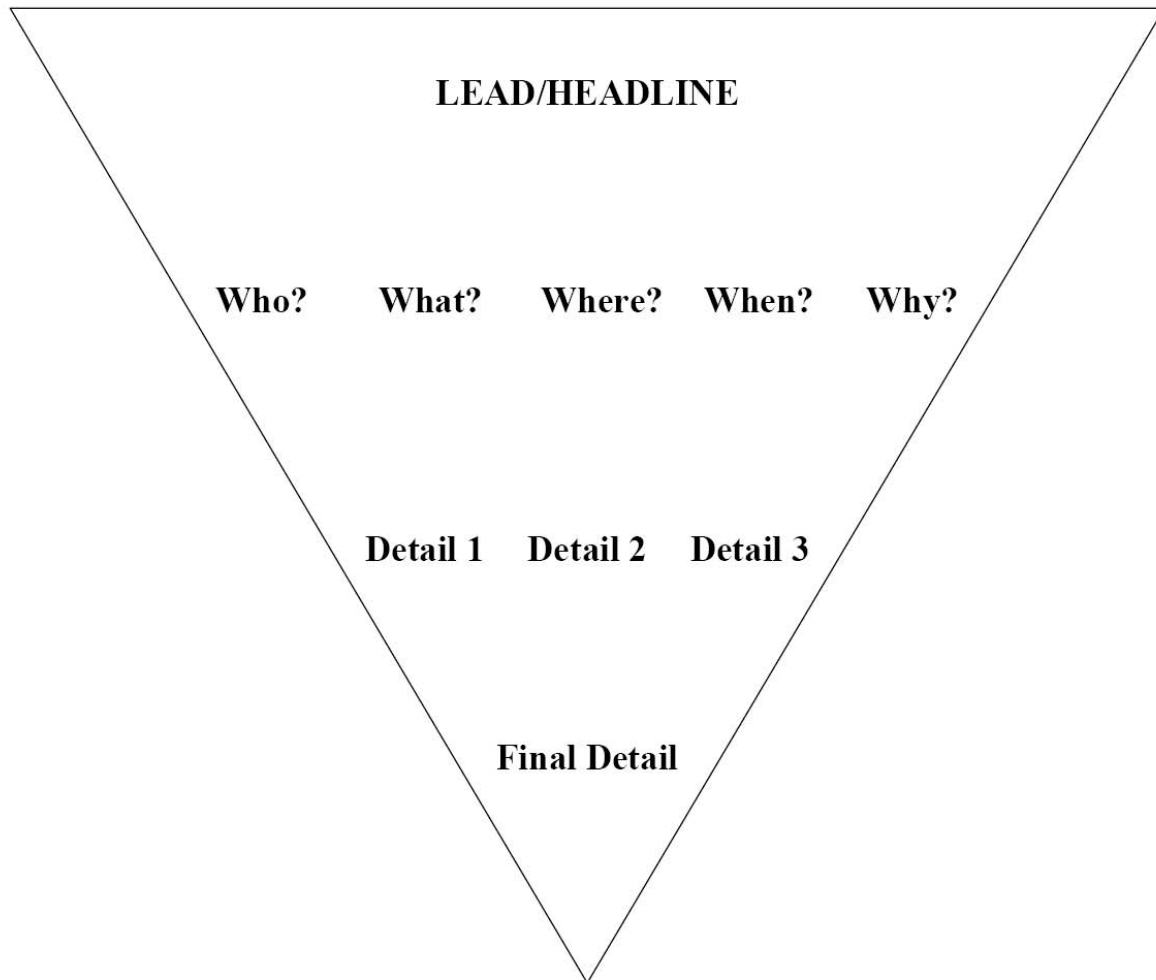 LEAD/HEADLINE
Who? What? Where? When? Why?
Detail 1 Detail 2 Detail 3
Final Detail